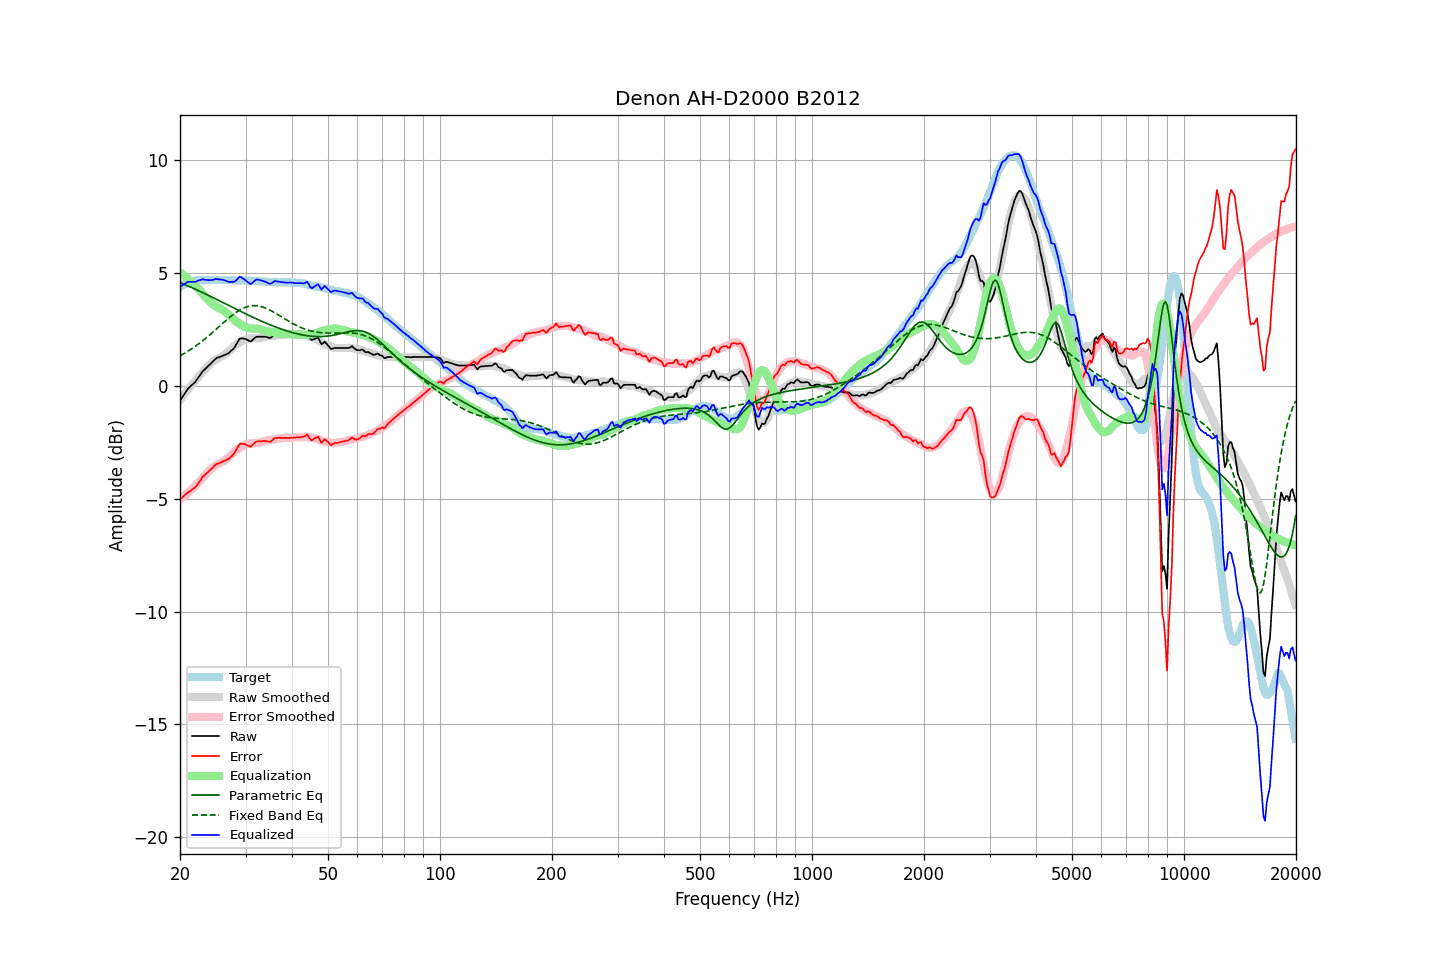 Denon AH-D2000 B2012
Amplitude (dBr)
10
5
0
−5
−10
−15
−20
Target
Raw Smoothed
Error Smoothed
Raw
Error
Equalization
Parametric Eq
Fixed Band Eq
Equalized
20 50 100 200 500 1000 2000 5000 10000 20000
Frequency (Hz)